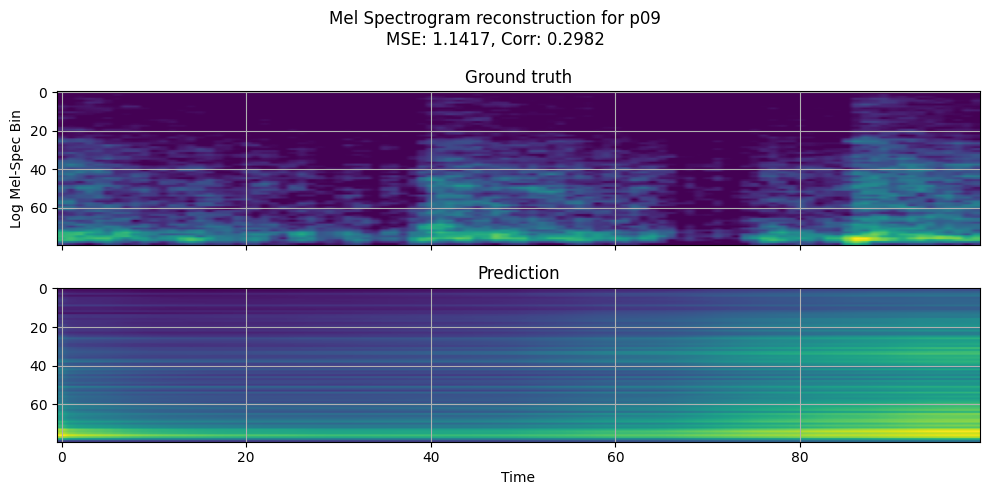 Mel Spectrogram reconstruction for p09
MSE: 1.1417, Corr: 0.2982
Ground truth
0
20
40
60
Log Mel-Spec Bin
Prediction
0
20
40
60
0 20 40 60 80
Time